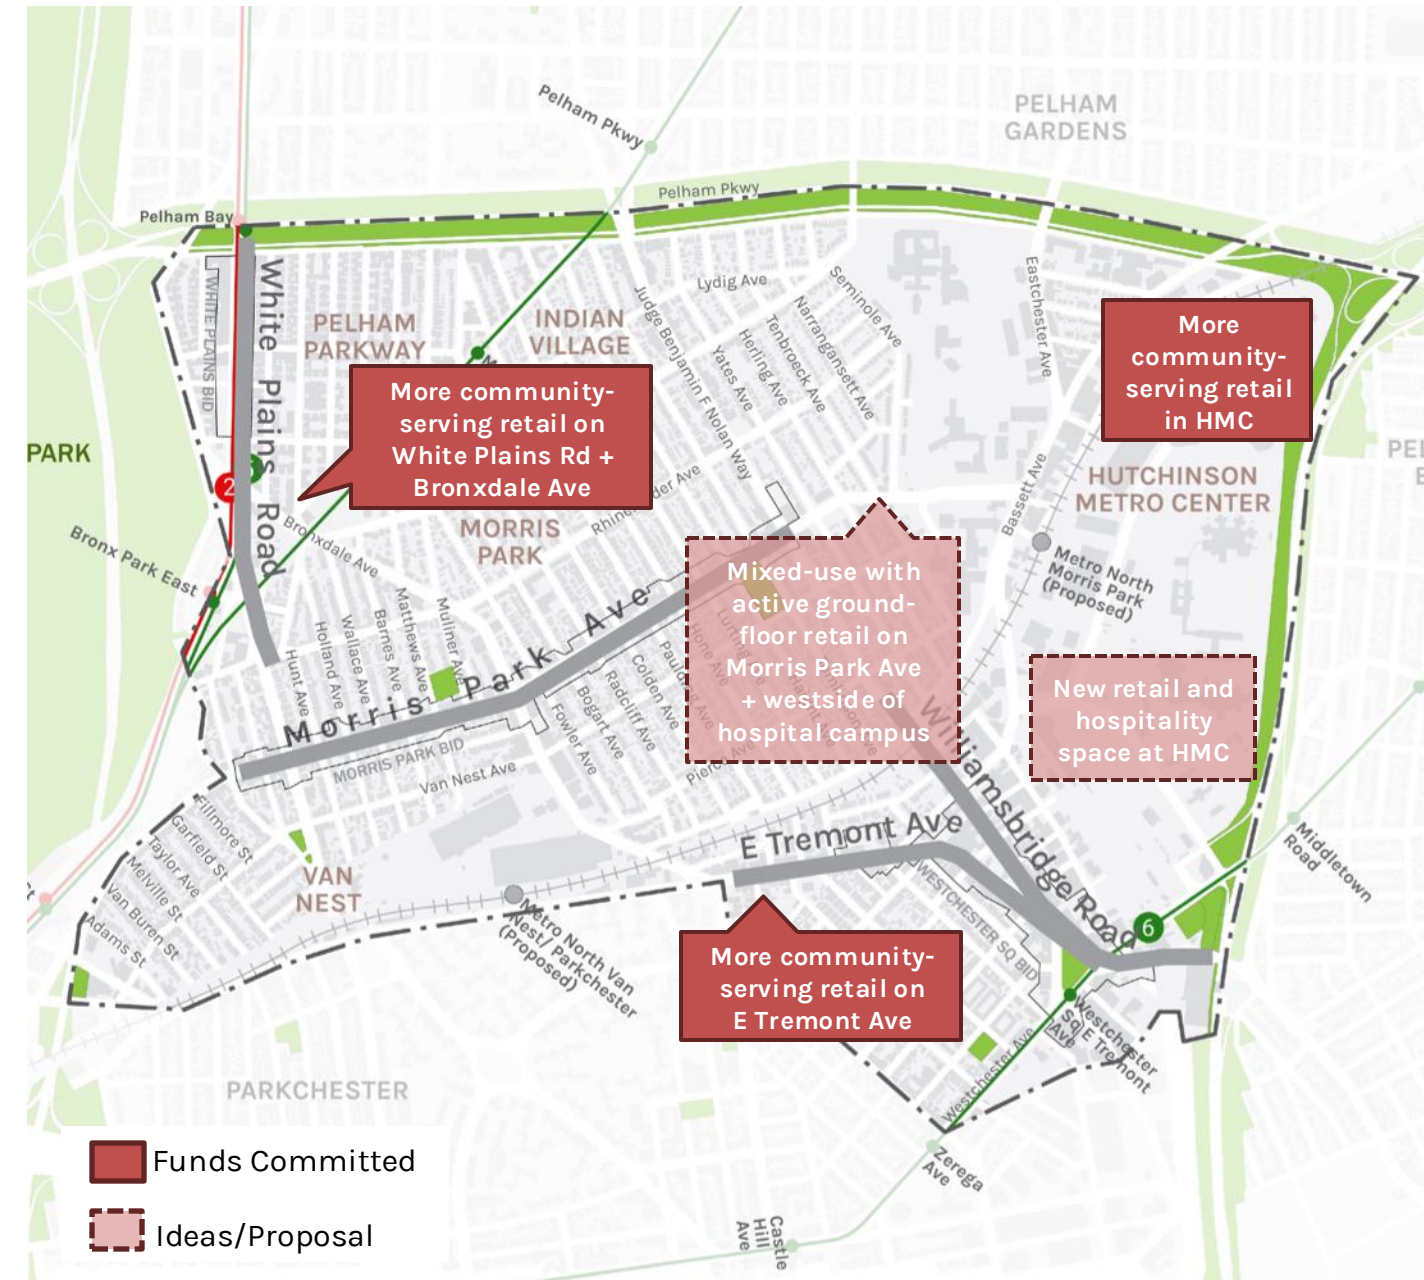 Pelham Pkwy
PELHAM
GARDENS
Pelham Pkwy
Pelham Bay
WHITE PLAINS BID
White Plains Road
PELHAM
PARKWAY
INDIAN
VILLAGE
Judge Benjamin F Nolan Way
Lydig Ave
Seminole Ave
Narrangansett Ave
Tenbroeck Ave
Herling Ave
Yates Ave
Eastchester Ave
More
community-
serving retail
in HMC
More community-
serving retail on
White Plains Rd +
Bronxdale Ave
PARK
2
HUTCHINSON
METRO CENTER
Bassett Ave
Metro North
Morris Park
(Proposed)
MORRIS
PARK
Bronxdale Ave
Bronx Park East
Mixed-use with
active ground-
floor retail on
Morris Park Ave
+ westside of
hospital campus
Hunt Ave
Holland Ave
Wallace Ave
Barnes Ave
Matthews Ave
Muliner Ave
Morris Park Ave
MORRIS PARK BID
Van Nest Ave
Fowler Ave
Bogart Ave
Radcliff Ave
Colden Ave
New retail and
hospitality
space at HMC
Williamsbridge Road
E Tremont Ave
WESTCHESTER SQ BID
Fillmore St
Garfield St
Taylor Ave
Melville St
Van Buren St
Adams St
VAN
NEST
Metro North Van
Nest/ Parkchester
(Proposed)
More community-
serving retail on
E Tremont Ave
6
Middletown
Road
Westchester
Sq E Tremont
Ave
Westchester Ave
PARKCHESTER
Zerega
Ave
Castle
Hill
Ave
Funds Committed
Ideas/Proposal